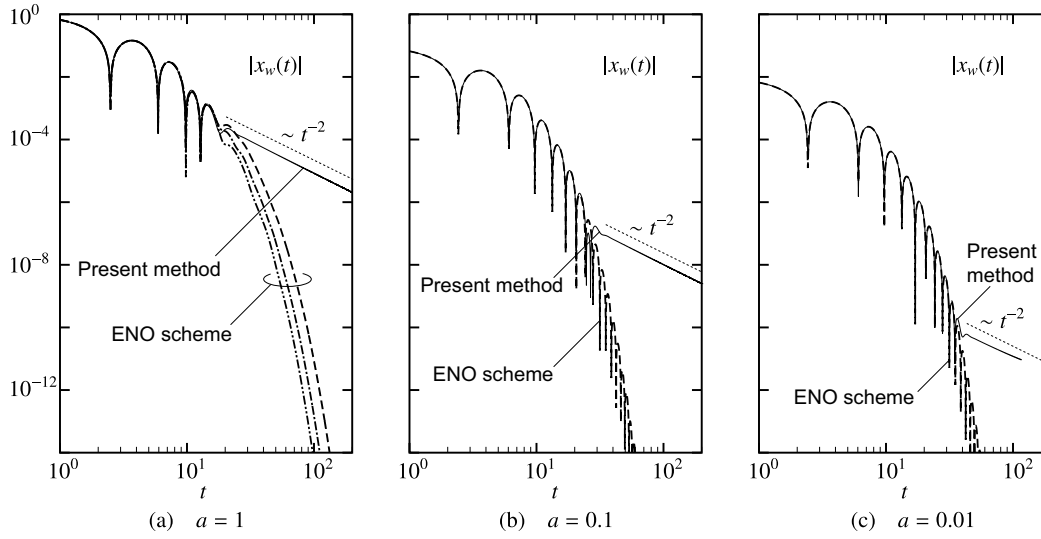 10^0
10^{-4}
10^{-8}
10^{-12}
|x_w(t)|
~ t^{-2}
Present method
ENO scheme
10^0
10^1
10^2
t
(a) a = 1
|x_w(t)|
~ t^{-2}
Present method
ENO scheme
10^0
10^1
10^2
t
(b) a = 0.1
|x_w(t)|
Present
method
~ t^{-2}
ENO scheme
10^0
10^1
10^2
t
(c) a = 0.01